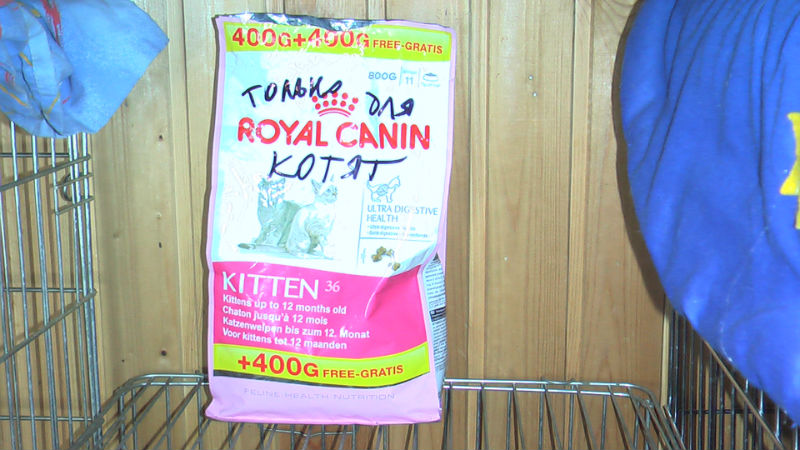 400G+400G FREE-GRATIS
800G
11
ТОЛЬКО ДЛЯ
ROYAL CANIN
КОТЯТ
ULTRA DIGESTIVE
HEALTH
KITTEN 36
Kittens up to 12 months old
Chaton jusqu'à 12 mois
Katzenwelpen bis zum 12. Monat
Voor kittens tot 12 maanden
+400G FREE-GRATIS
FELINE HEALTH NUTRITION